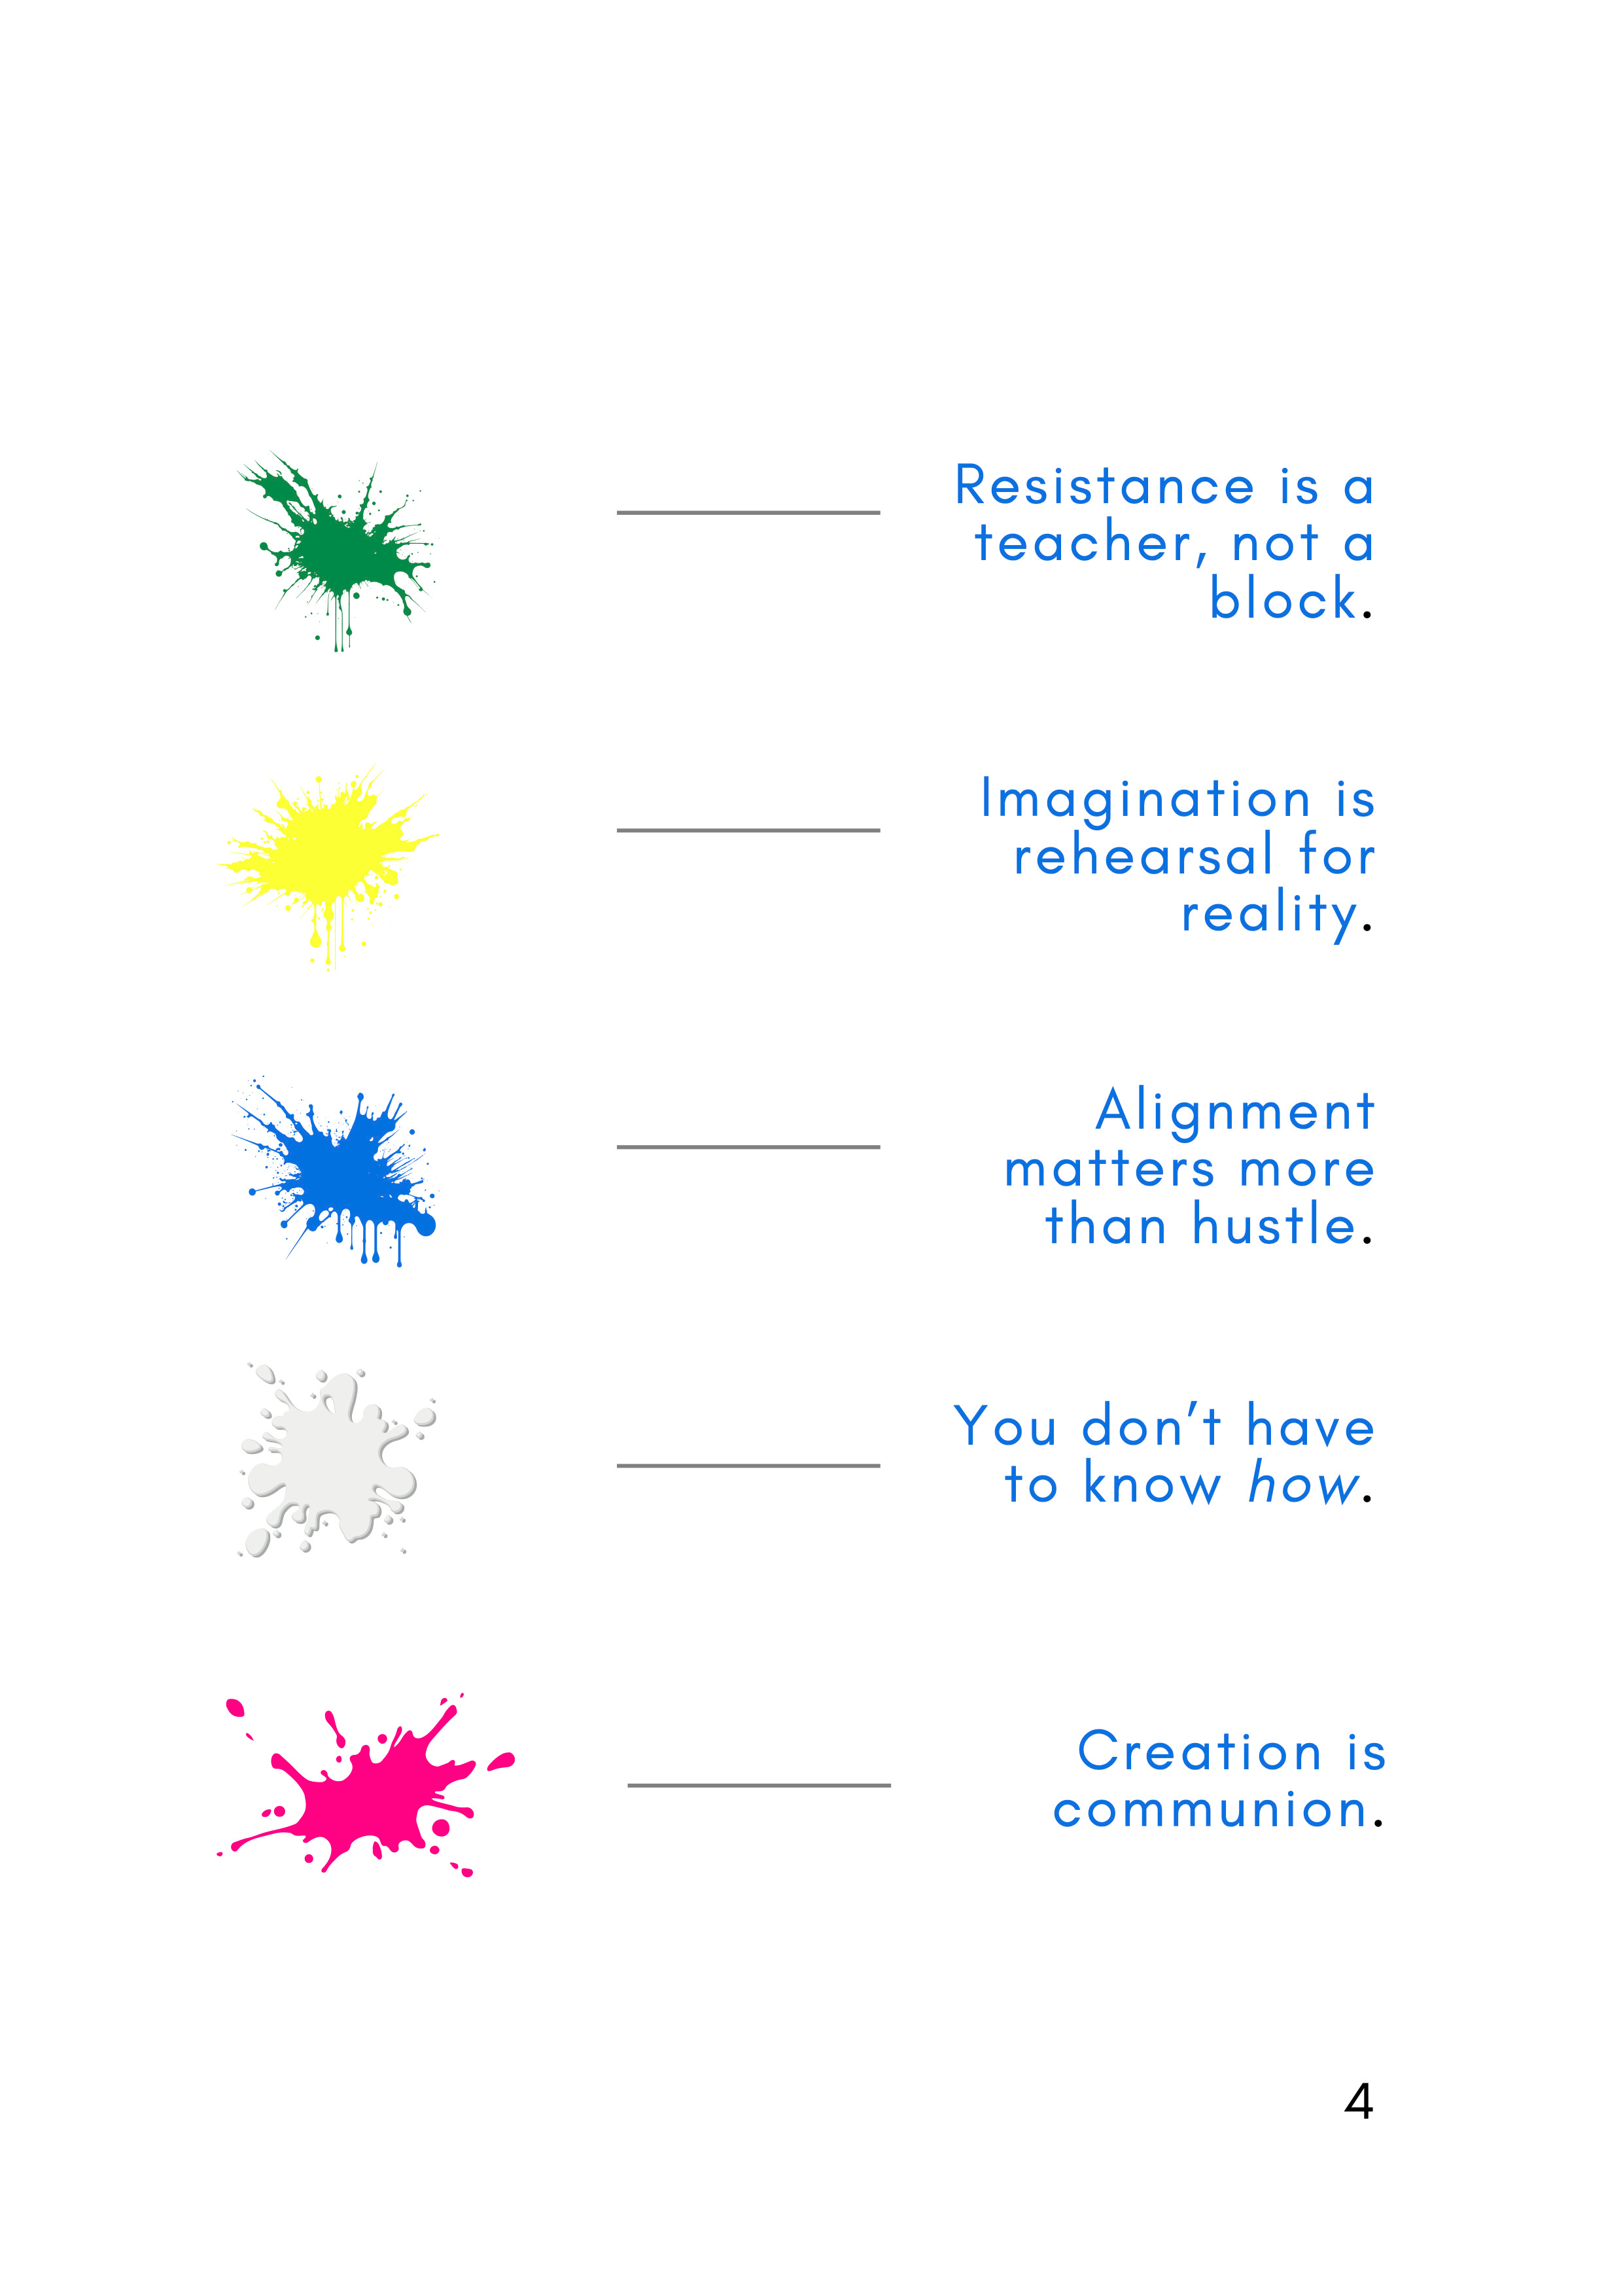 Resistance is a
teacher, not a
block.
Imagination is
rehearsal for
reality.
Alignment
matters more
than hustle.
You don’t have
to know how.
Creation is
communion.
4